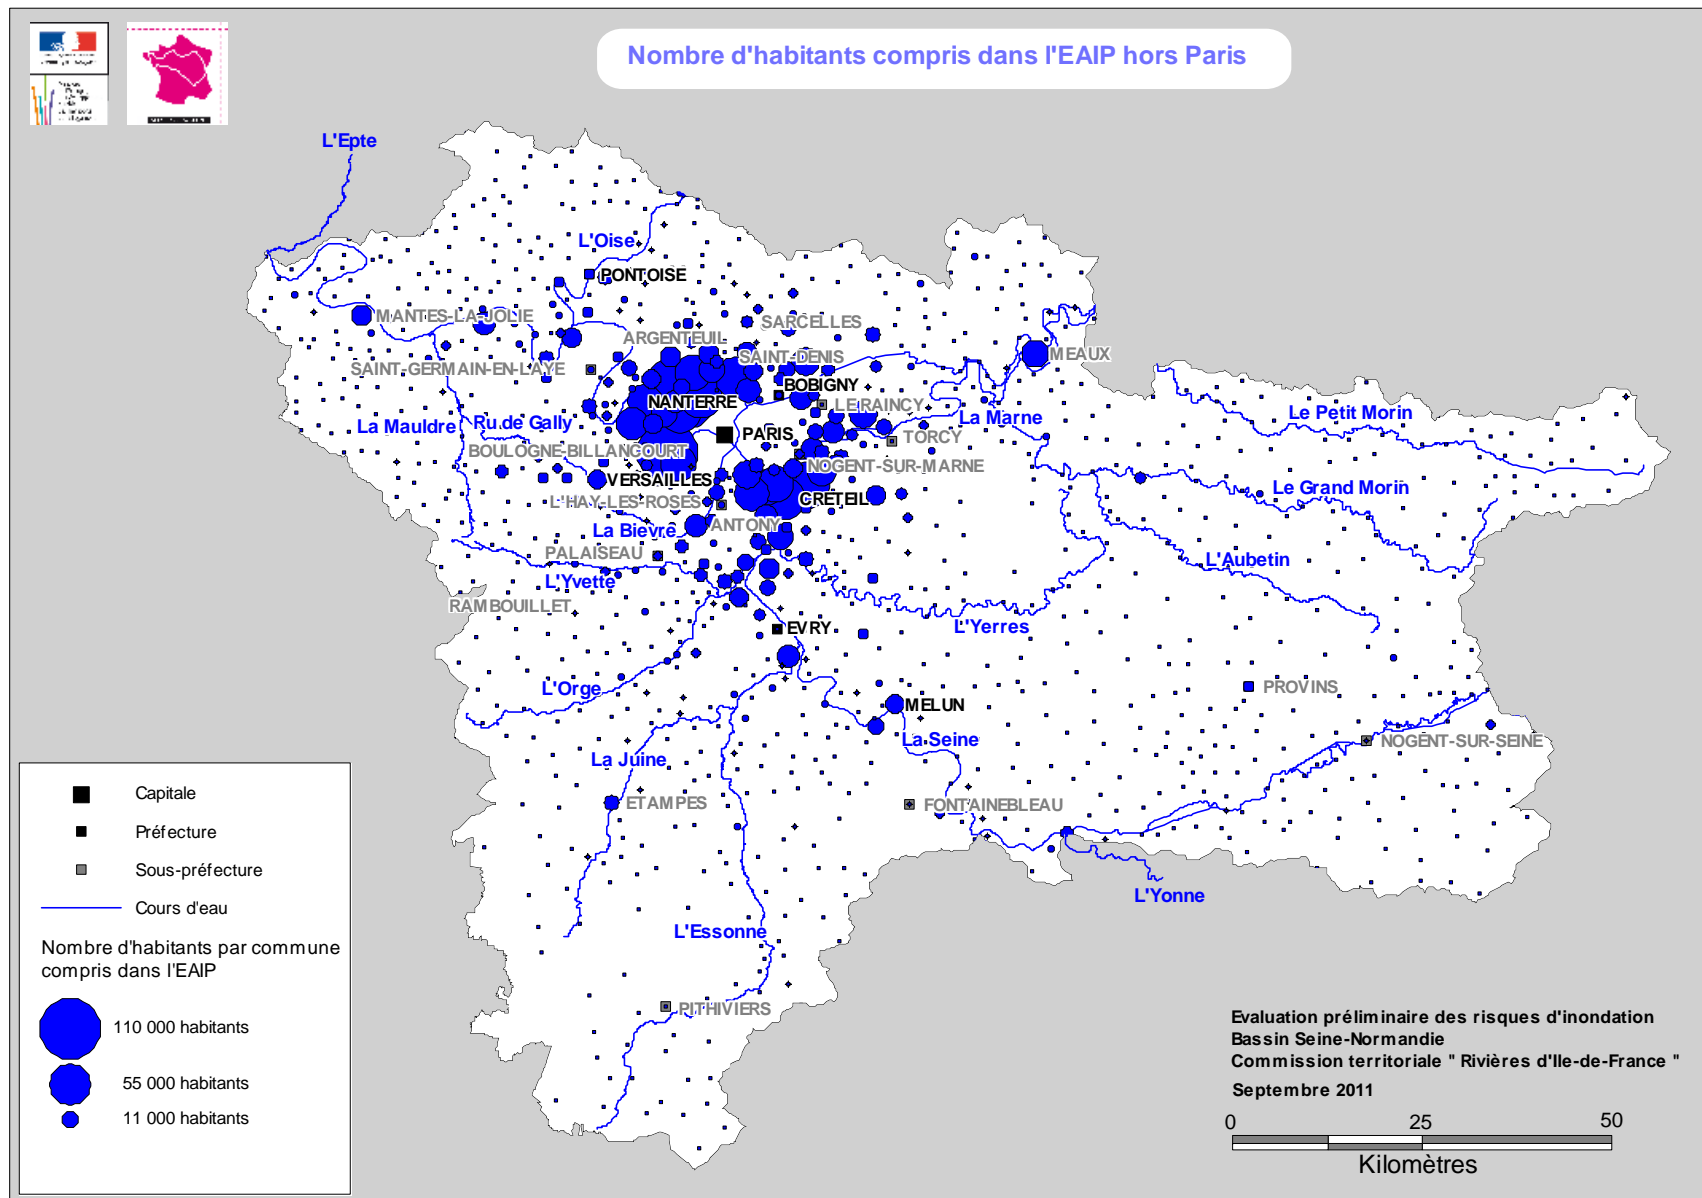 Nombre d'habitants compris dans l'EAIP hors Paris
L'Epte
L'Oise
PONTOISE
MANTES-LA-JOLIE
SARCELLES
ARGENTEUIL
SAINT-DENIS
MEAUX
SAINT-GERMAIN-EN-LAYE
BOBIGNY
NANTERRE
LE RAINCY
La Marne
Le Petit Morin
La Mauldre
Ru de Gally
PARIS
TORCY
BOULOGNE-BILLANCOURT
NOGENT-SUR-MARNE
VERSAILLES
Le Grand Morin
L'HAY-LES-ROSES
CRETEIL
La Bievre
ANTONY
PALAISEAU
L'Aubetin
L'Yvette
RAMBOUILLET
EVRY
L'Yerres
L'Orge
PROVINS
MELUN
La Seine
NOGENT-SUR-SEINE
La Juine
ETAMPES
FONTAINEBLEAU
L'Yonne
L'Essonne
PITHIVIERS
Capitale
Préfecture
Sous-préfecture
Cours d'eau
Nombre d'habitants par commune
compris dans l'EAIP
110 000 habitants
55 000 habitants
11 000 habitants
Evaluation préliminaire des risques d'inondation
Bassin Seine-Normandie
Commission territoriale " Rivières d'Ile-de-France "
Septembre 2011
0 25 50
Kilomètres